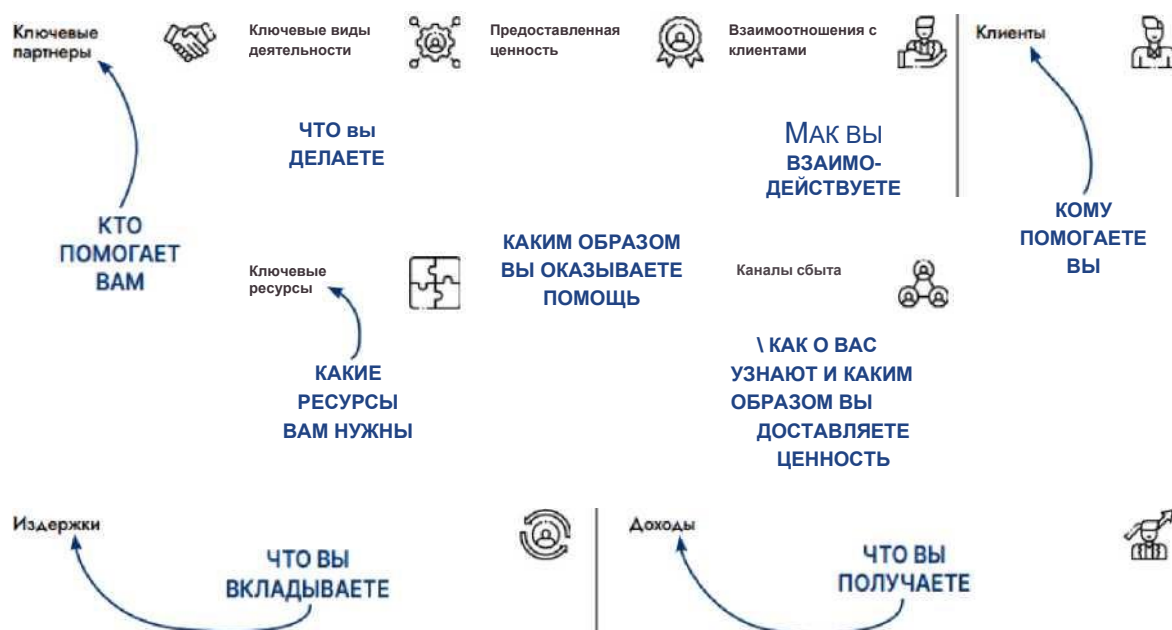 Ключевые
партнеры
Ключевые виды
деятельности
Предоставленная
ценность
Взаимоотношения с
клиентами
Клиенты
ЧТО вы
ДЕЛАЕТЕ
МАК ВЫ
ВЗАИМО-
ДЕЙСТВУЕТЕ
КТО
ПОМОГАЕТ
ВАМ
КАКИМ ОБРАЗОМ
ВЫ ОКАЗЫВАЕТЕ
ПОМОЩЬ
КОМУ
ПОМОГАЕТЕ
ВЫ
Ключевые
ресурсы
Каналы сбыта
КАКИЕ
РЕСУРСЫ
ВАМ НУЖНЫ
\ КАК О ВАС
УЗНАЮТ И КАКИМ
ОБРАЗОМ ВЫ
ДОСТАВЛЯЕТЕ
ЦЕННОСТЬ
Издержки
ЧТО ВЫ
ВКЛАДЫВАЕТЕ
Доходы
ЧТО ВЫ
ПОЛУЧАЕТЕ